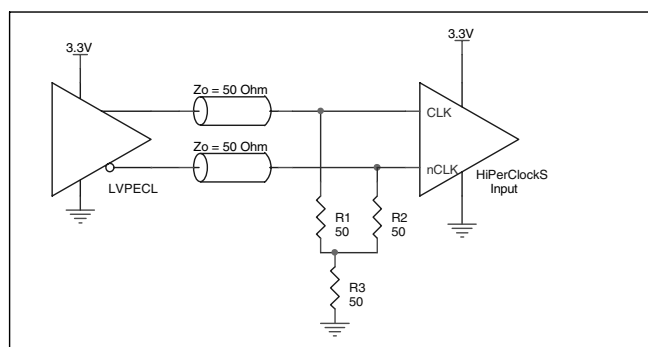 3.3V
3.3V
Zo = 50 Ohm
CLK
Zo = 50 Ohm
nCLK
LVPECL
HiPerClockS
Input
R1
50
R2
50
R3
50